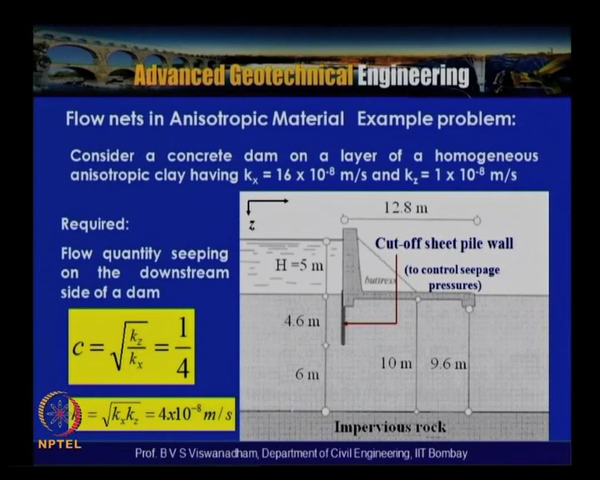 Advanced Geotechnical Engineering
Flow nets in Anisotropic Material Example problem:
Consider a concrete dam on a layer of a homogeneous
anisotropic clay having kx = 16 x 10-8 m/s and kz = 1 x 10-8 m/s
Required:
Flow quantity seeping
on the downstream
side of a dam
c = √(kz/kx) = 1/4
= √(kxkz) = 4x10-8 m/s
z
12.8 m
Cut-off sheet pile wall
(to control seepage
pressures)
H =5 m
buttress
4.6 m
10 m
9.6 m
6 m
Impervious rock
NPTEL
Prof. B V S Viswanadham, Department of Civil Engineering, IIT Bombay